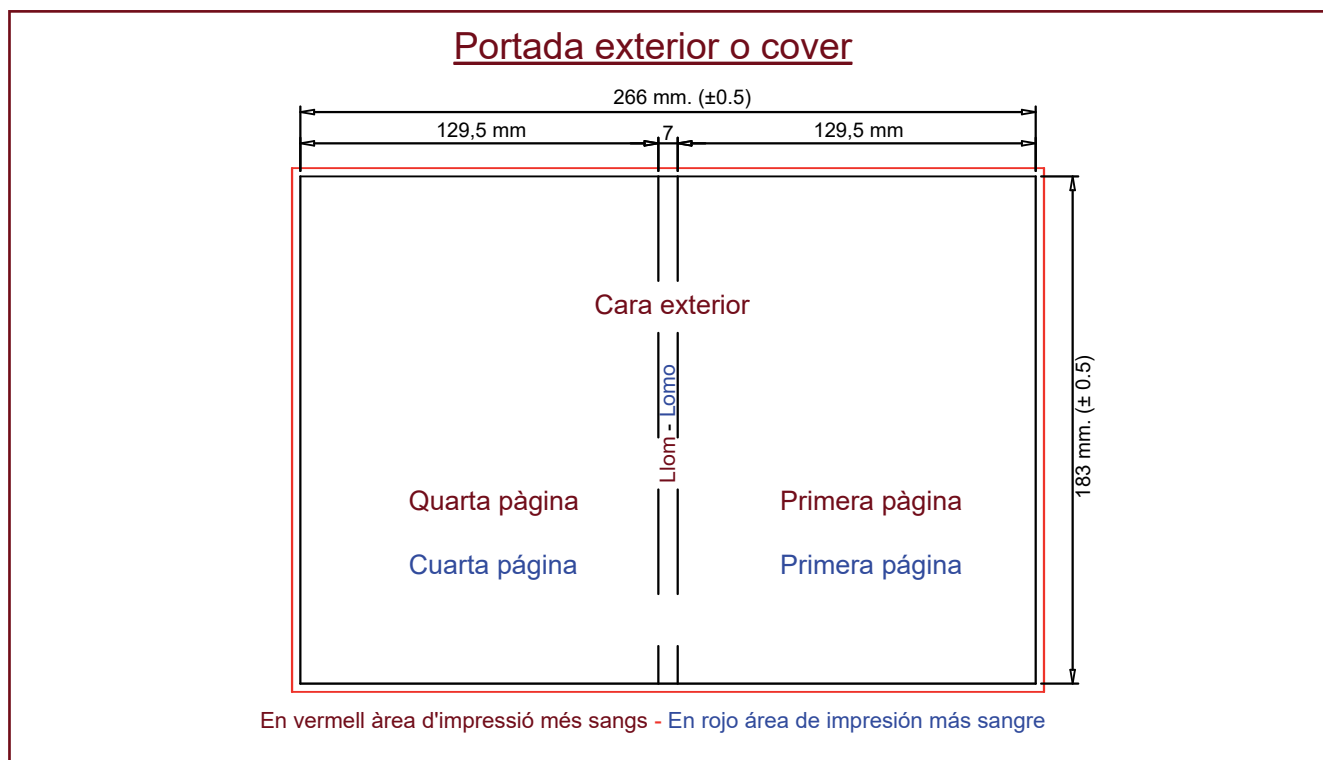 Portada exterior o cover
266 mm. (±0.5)
129,5 mm
7
129,5 mm
Cara exterior
Llom - Lomo
183 mm. (± 0.5)
Quarta pàgina
Primera pàgina
Cuarta página
Primera página
En vermell àrea d'impressió més sangs - En rojo área de impresión más sangre